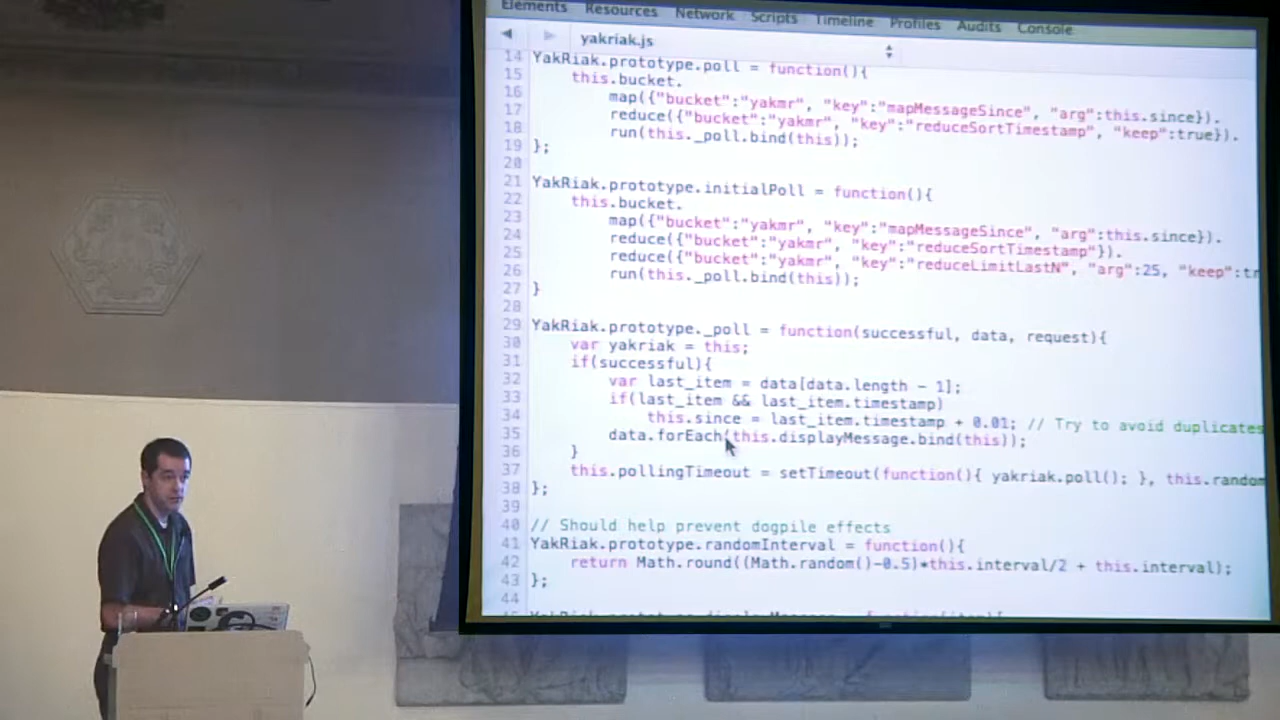 Elements Resources Network Scripts Timeline Profiles Audits Console
yakriak.js
14 YakRiak.prototype.poll = function(){
15 this.bucket.
16 map({"bucket":"yakmr", "key":"mapMessageSince", "arg":this.since}).
17 reduce({"bucket":"yakmr", "key":"reduceSortTimestamp", "keep":true}).
18 run(this._poll.bind(this));
19 };
20
21 YakRiak.prototype.initialPoll = function(){
22 this.bucket.
23 map({"bucket":"yakmr", "key":"mapMessageSince", "arg":this.since}).
24 reduce({"bucket":"yakmr", "key":"reduceSortTimestamp"}).
25 reduce({"bucket":"yakmr", "key":"reduceLimitLastN", "arg":25, "keep":tr
26 run(this._poll.bind(this));
27 }
28
29 YakRiak.prototype._poll = function(successful, data, request){
30 var yakriak = this;
31 if(successful){
32 var last_item = data[data.length - 1];
33 if(last_item && last_item.timestamp)
34 this.since = last_item.timestamp + 0.01; // Try to avoid duplicates
35 data.forEach(this.displayMessage.bind(this));
36 }
37 this.pollingTimeout = setTimeout(function(){ yakriak.poll(); }, this.random
38 };
39
40 // Should help prevent dogpile effects
41 YakRiak.prototype.randomInterval = function(){
42 return Math.round((Math.random()-0.5)*this.interval/2 + this.interval);
43 };
44